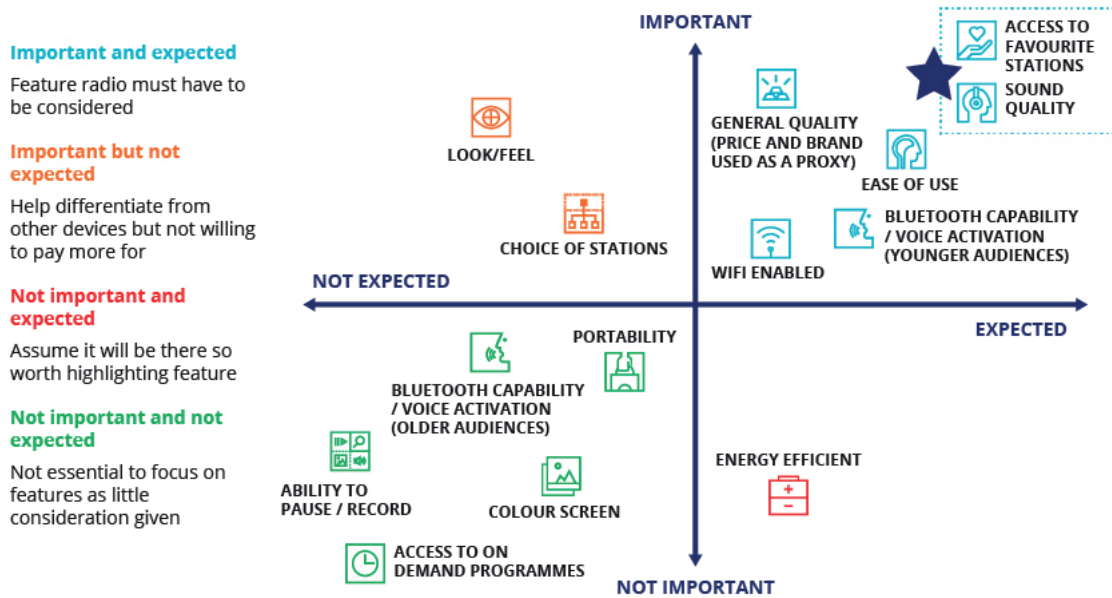 Important and expected
Feature radio must have to
be considered
Important but not
expected
Help differentiate from
other devices but not willing
to pay more for
Not important and
expected
Assume it will be there so
worth highlighting feature
Not important and not
expected
Not essential to focus on
features as little
consideration given
IMPORTANT
ACCESS TO
FAVOURITE
STATIONS
SOUND
QUALITY
GENERAL QUALITY
(PRICE AND BRAND
USED AS A PROXY)
LOOK/FEEL
EASE OF USE
CHOICE OF STATIONS
BLUETOOTH CAPABILITY
/ VOICE ACTIVATION
(YOUNGER AUDIENCES)
WIFI ENABLED
NOT EXPECTED
EXPECTED
PORTABILITY
BLUETOOTH CAPABILITY
/ VOICE ACTIVATION
(OLDER AUDIENCES)
ENERGY EFFICIENT
ABILITY TO
PAUSE / RECORD
COLOUR SCREEN
ACCESS TO ON
DEMAND PROGRAMMES
NOT IMPORTANT